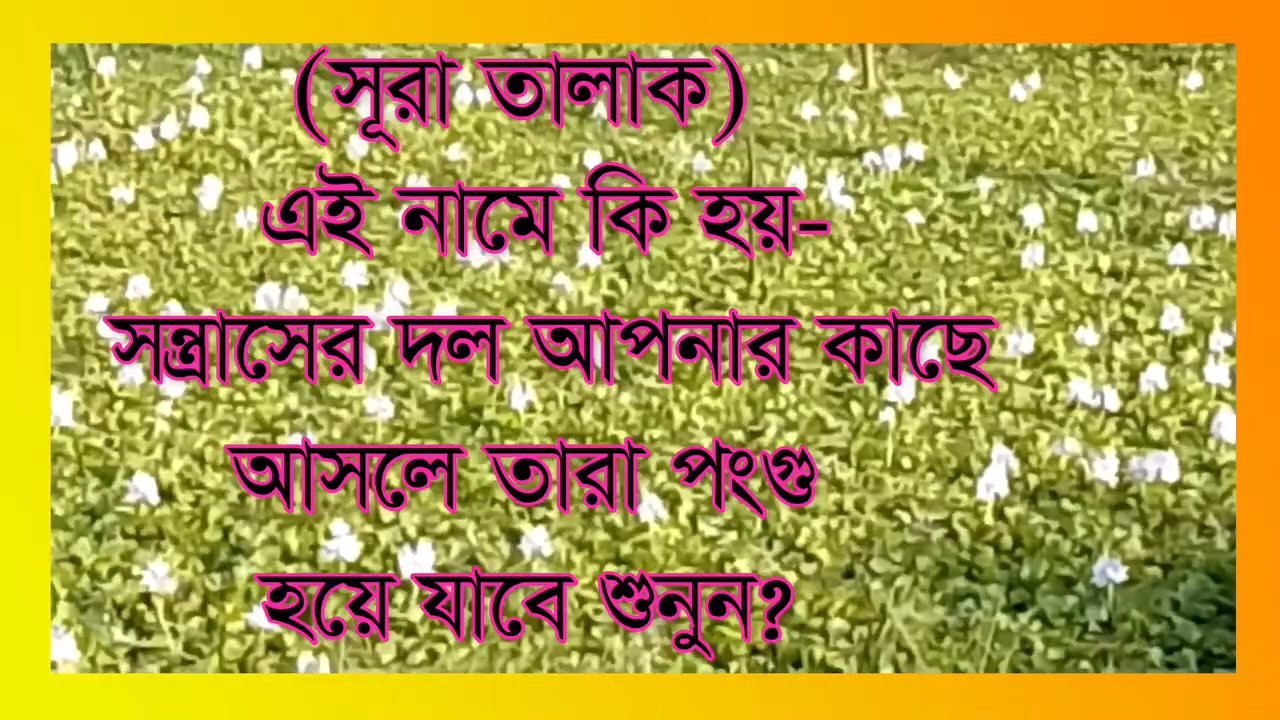 (সূরা তালাক)
এই নামে কি হয়-
সন্ত্রাসের দল আপনার কাছে
আসলে তারা পংগু
হয়ে যাবে শুনুন?